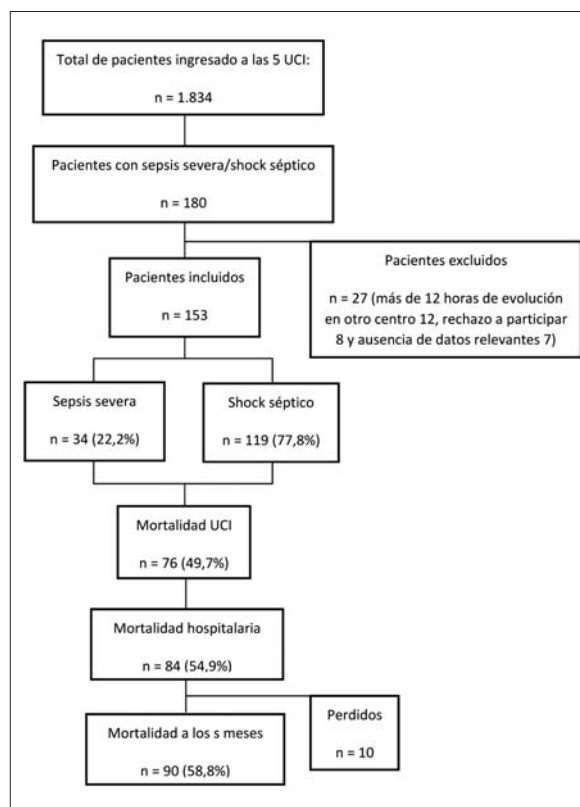 Total de pacientes ingresado a las 5 UCI:
n = 1.834
Pacientes con sepsis severa/shock séptico
n = 180
Pacientes excluidos
n = 27 (más de 12 horas de evolución
en otro centro 12, rechazo a participar
8 y ausencia de datos relevantes 7)
Pacientes incluidos
n = 153
Sepsis severa
n = 34 (22,2%)
Shock séptico
n = 119 (77,8%)
Mortalidad UCI
n = 76 (49,7%)
Mortalidad hospitalaria
n = 84 (54,9%)
Perdidos
n = 10
Mortalidad a los s meses
n = 90 (58,8%)